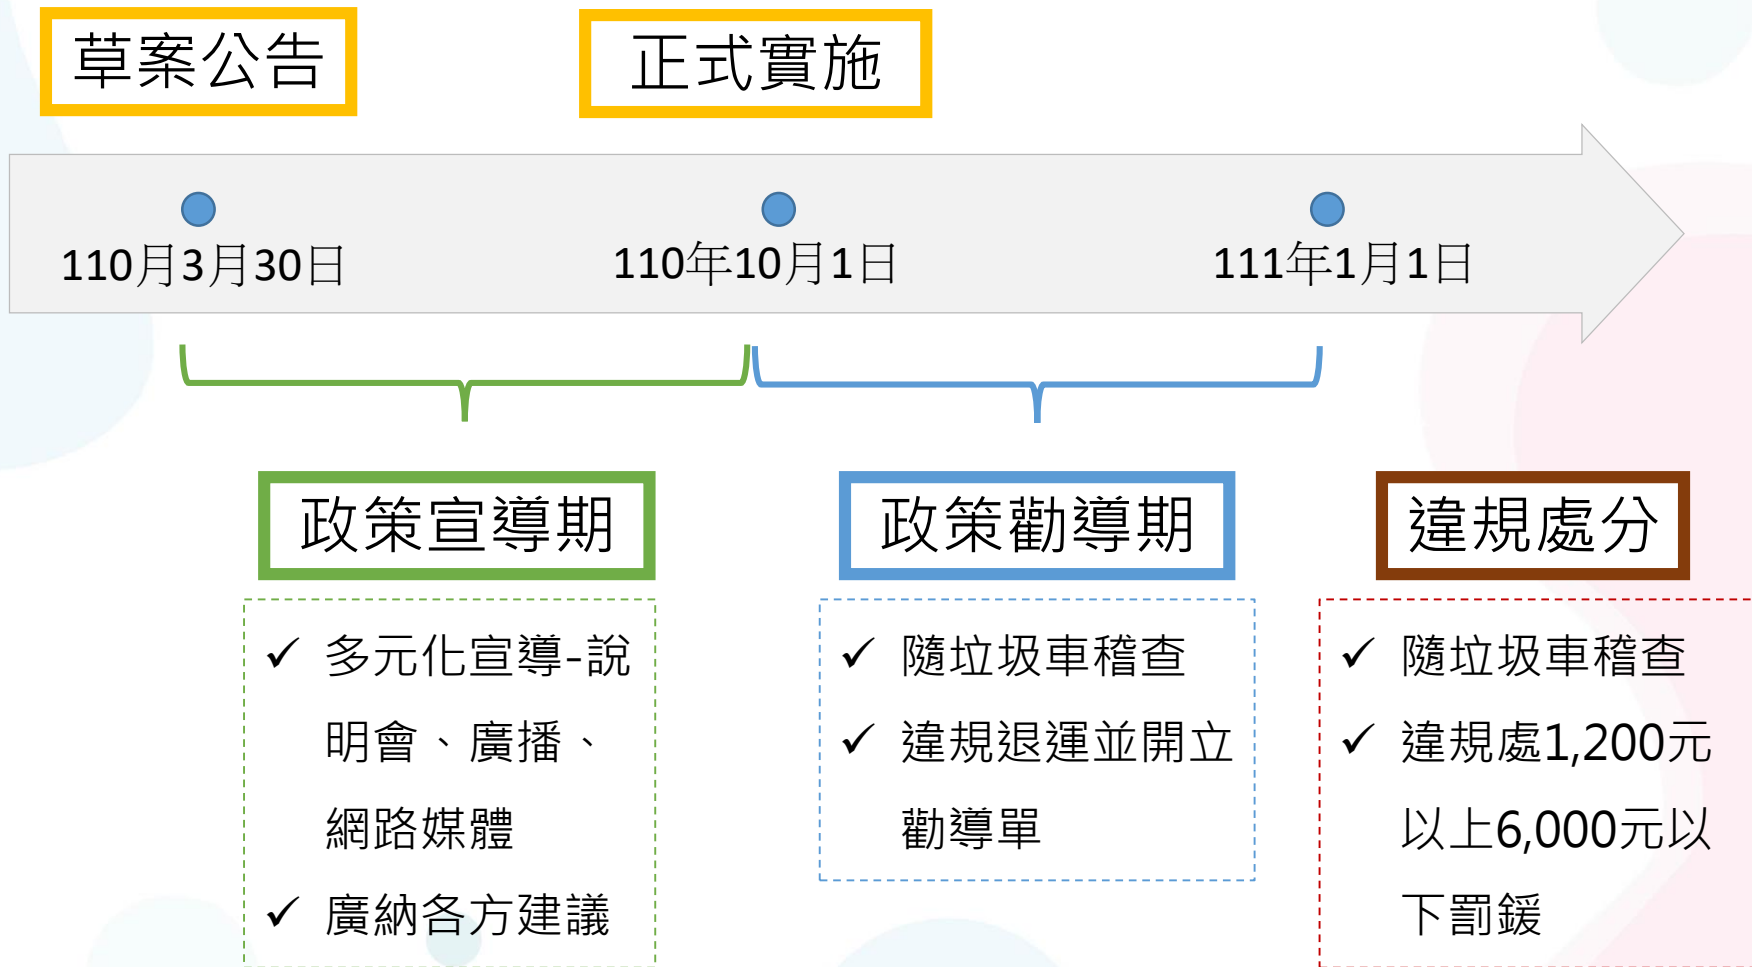 草案公告
正式實施
110月3月30日
110年10月1日
111年1月1日
政策宣導期
✓ 多元化宣導-說
明會、廣播、
網路媒體
✓ 廣納各方建議
政策勸導期
✓ 隨垃圾車稽查
✓ 違規退運並開立
勸導單
違規處分
✓ 隨垃圾車稽查
✓ 違規處1,200元
以上6,000元以
下罰鍰